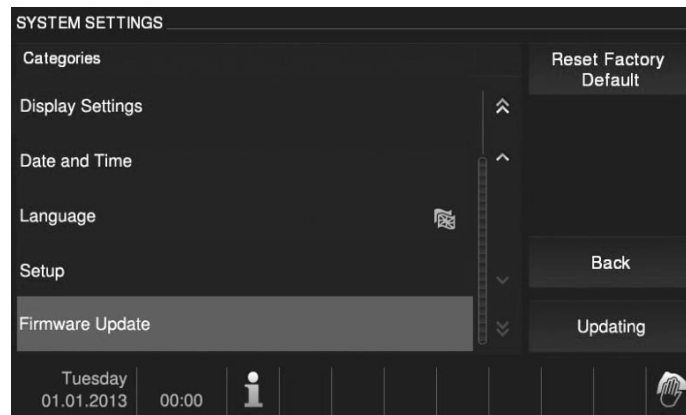 SYSTEM SETTINGS
Categories
Display Settings
Date and Time
Language
Setup
Firmware Update
Reset Factory
Default
Back
Updating
Tuesday
01.01.2013
00:00